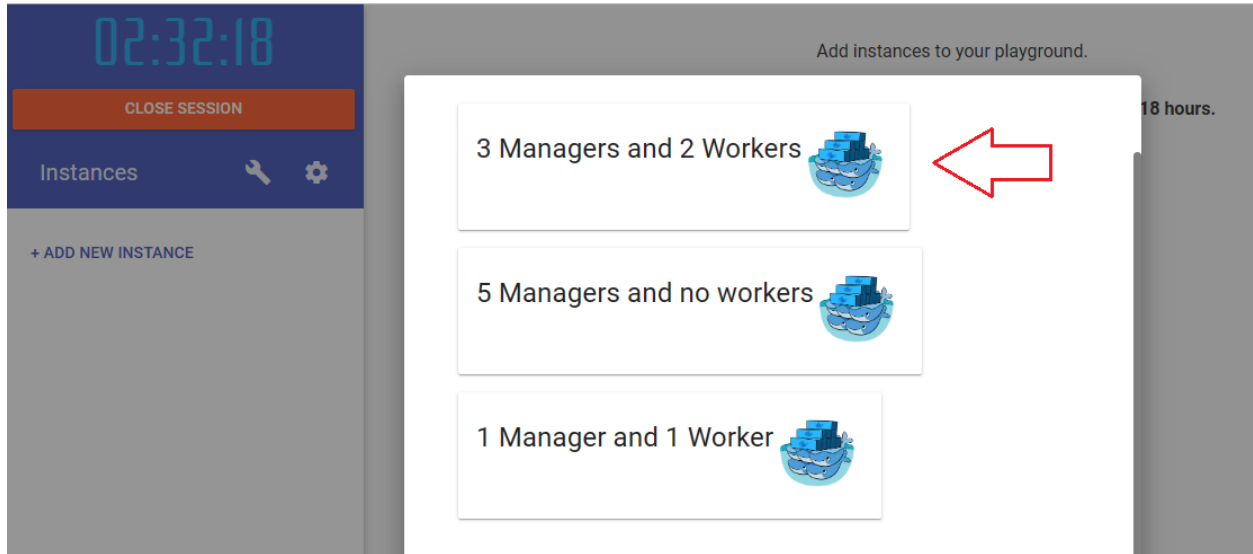 02:32:18
CLOSE SESSION
Instances
+ ADD NEW INSTANCE
Add instances to your playground.
18 hours.
3 Managers and 2 Workers
5 Managers and no workers
1 Manager and 1 Worker